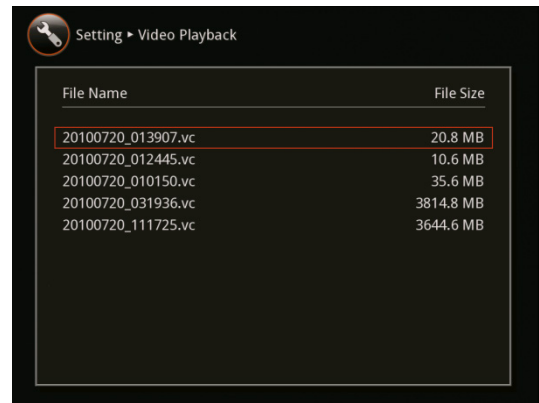 Setting ▸ Video Playback
File Name File Size
20100720_013907.vc 20.8 MB
20100720_012445.vc 10.6 MB
20100720_010150.vc 35.6 MB
20100720_031936.vc 3814.8 MB
20100720_111725.vc 3644.6 MB